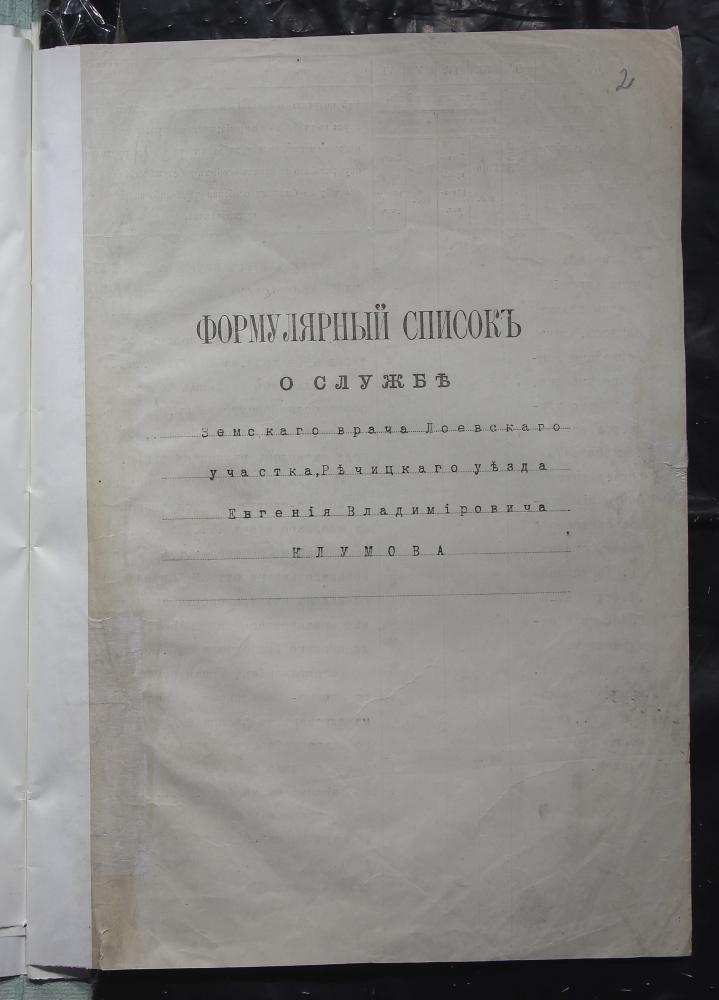 2
ФОРМУЛЯРНЫЙ СПИСОКЪ
О СЛУЖБѢ
Земскаго врача Лоевскаго
участка, Рѣчицкаго уѣзда
Евгенія Владиміровича
КЛУМОВА